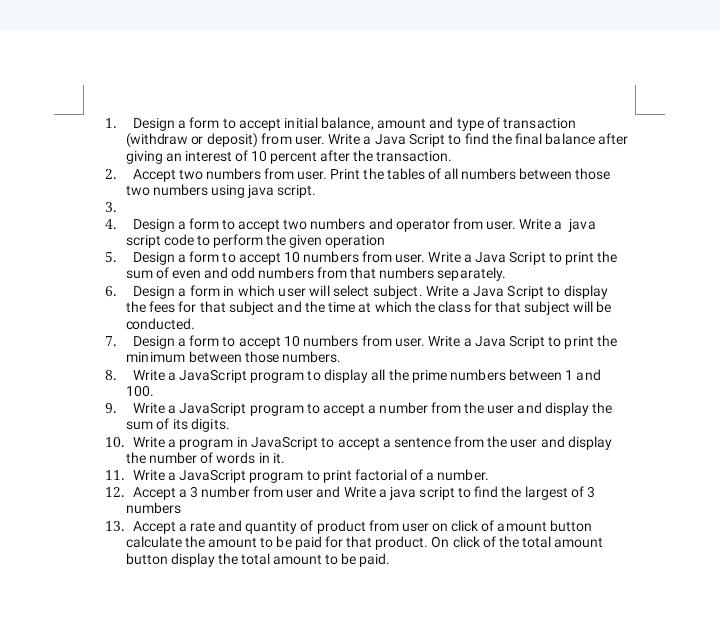 1. Design a form to accept initial balance, amount and type of transaction
(withdraw or deposit) from user. Write a Java Script to find the final balance after
giving an interest of 10 percent after the transaction.
2. Accept two numbers from user. Print the tables of all numbers between those
two numbers using java script.
3.
4. Design a form to accept two numbers and operator from user. Write a java
script code to perform the given operation
5. Design a form to accept 10 numbers from user. Write a Java Script to print the
sum of even and odd numbers from that numbers separately.
6. Design a form in which user will select subject. Write a Java Script to display
the fees for that subject and the time at which the class for that subject will be
conducted.
7. Design a form to accept 10 numbers from user. Write a Java Script to print the
minimum between those numbers.
8. Write a JavaScript program to display all the prime numbers between 1 and
100.
9. Write a JavaScript program to accept a number from the user and display the
sum of its digits.
10. Write a program in JavaScript to accept a sentence from the user and display
the number of words in it.
11. Write a JavaScript program to print factorial of a number.
12. Accept a 3 number from user and Write a java script to find the largest of 3
numbers
13. Accept a rate and quantity of product from user on click of amount button
calculate the amount to be paid for that product. On click of the total amount
button display the total amount to be paid.